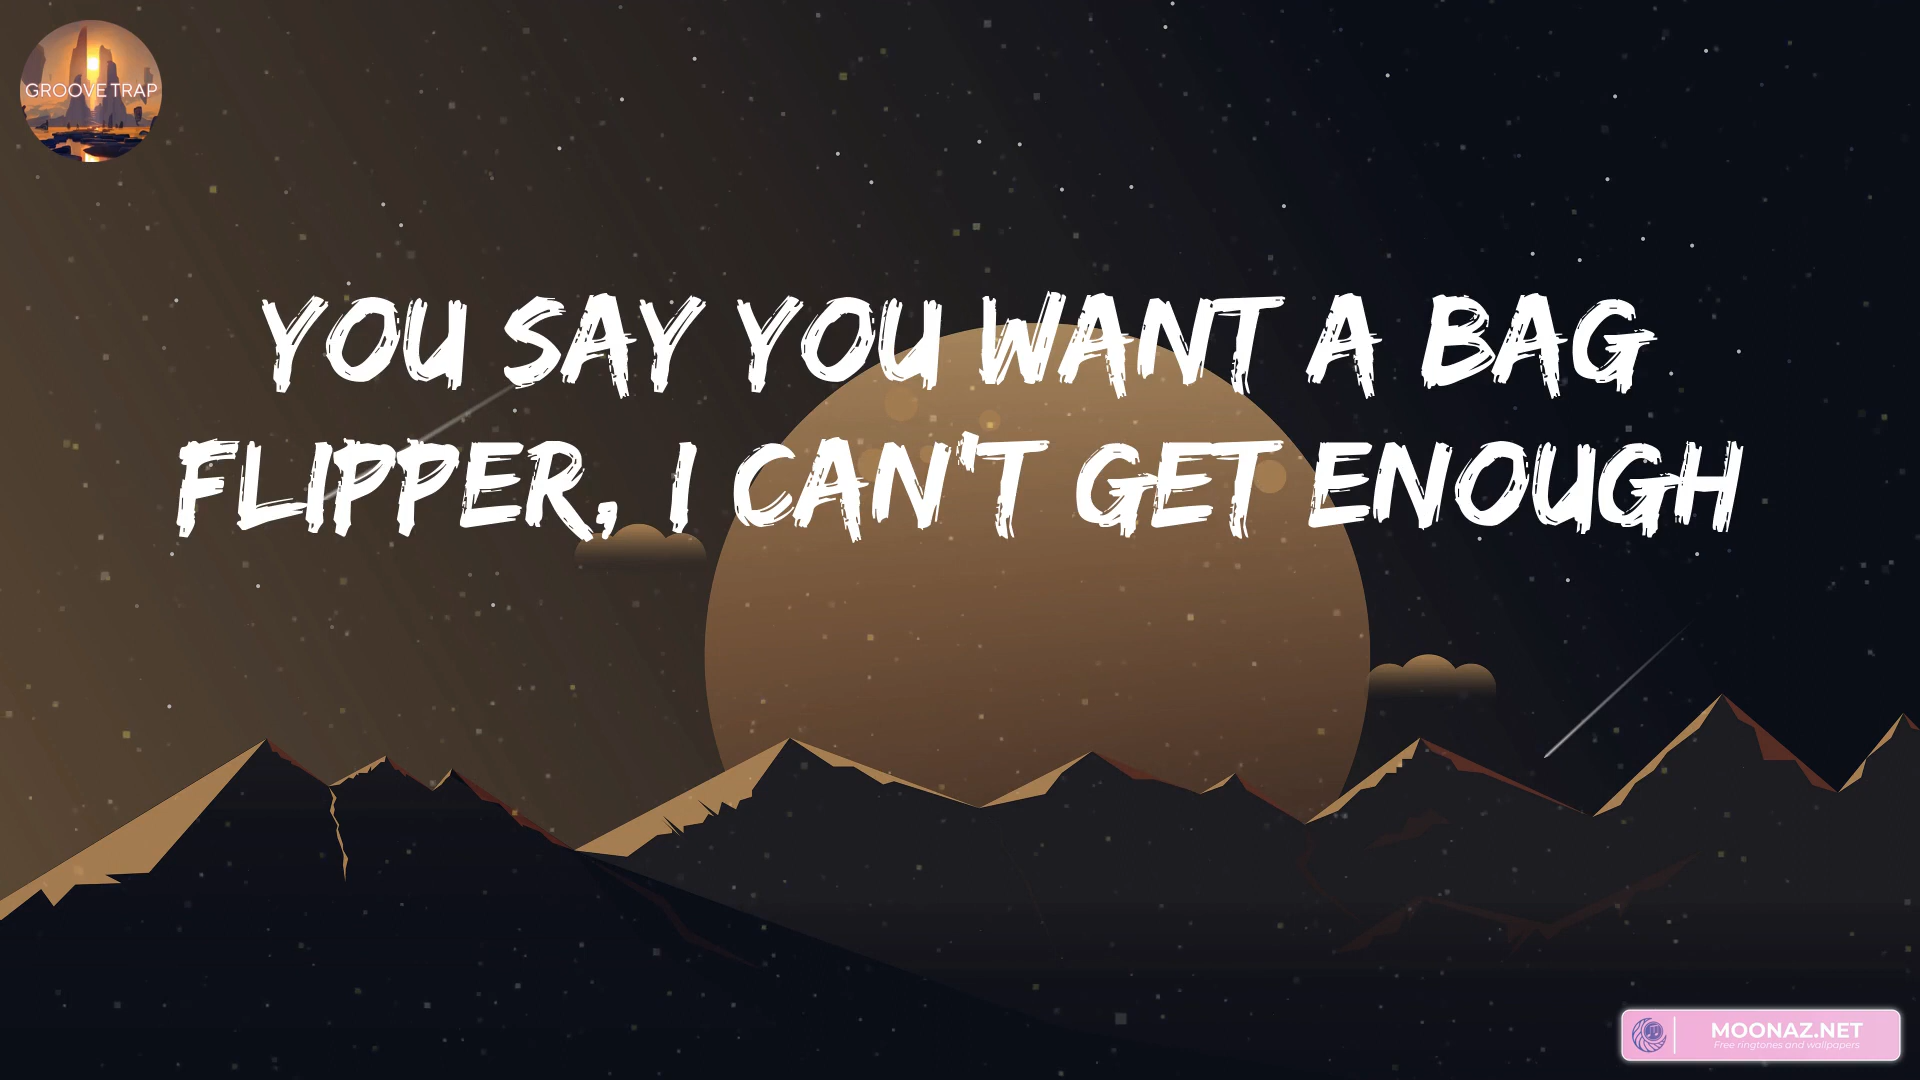 GROOVE TRAP
YOU SAY YOU WANT A BAG
FLIPPER, I CAN'T GET ENOUGH
MOONAZ.NET
Free ringtones and wallpapers